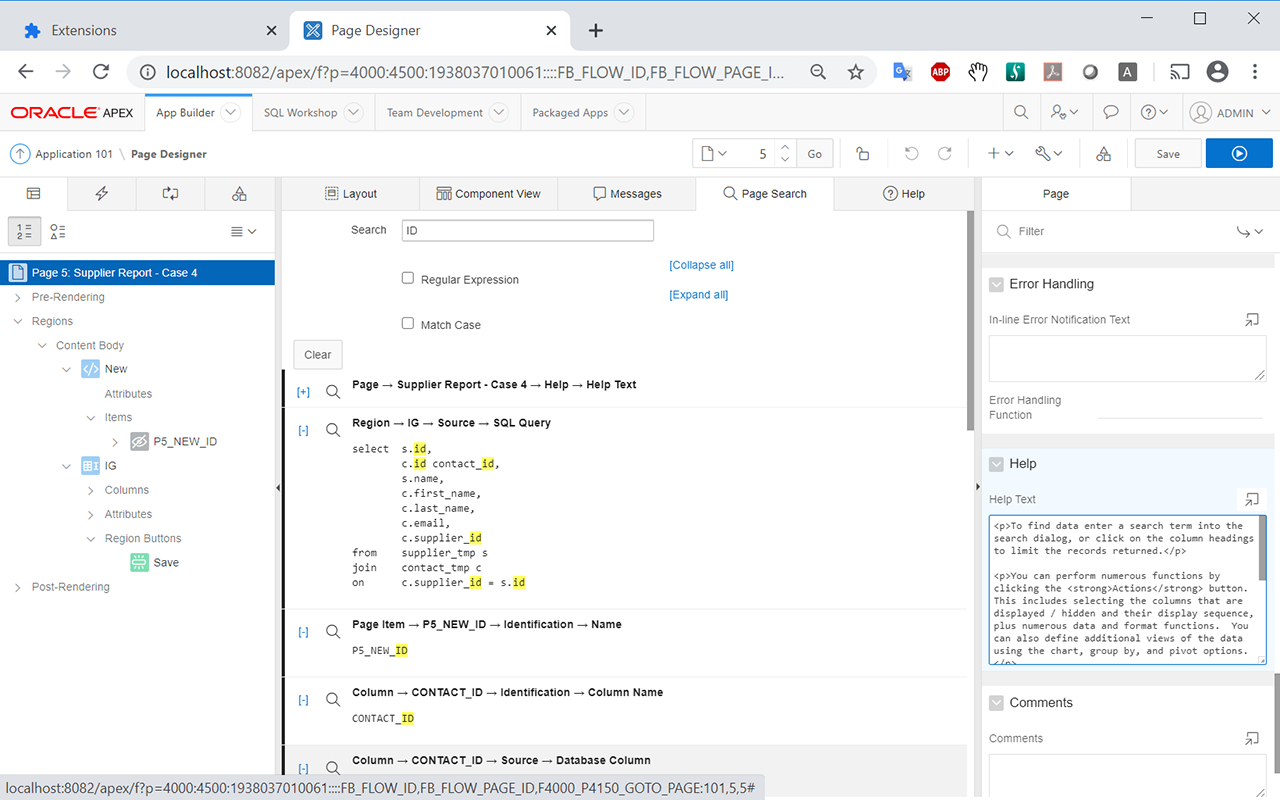 Extensions
Page Designer
localhost:8082/apex/f?p=4000:4500:1938037010061::::FB_FLOW_ID,FB_FLOW_PAGE_I...
ABP
A
ORACLE APEX
App Builder
SQL Workshop
Team Development
Packaged Apps
ADMIN
Application 101 \ Page Designer
5
Go
Save
Layout
Component View
Messages
Page Search
Help
Page
Page 5: Supplier Report - Case 4
Pre-Rendering
Regions
Content Body
New
Attributes
Items
P5_NEW_ID
IG
Columns
Attributes
Region Buttons
Save
Post-Rendering
Search
ID
Regular Expression
Match Case
[Collapse all]
[Expand all]
Clear
[+] Page → Supplier Report - Case 4 → Help → Help Text
[-] Region → IG → Source → SQL Query
select s.id,
c.id contact_id,
s.name,
c.first_name,
c.last_name,
c.email,
c.supplier_id
from supplier_tmp s
join contact_tmp c
on c.supplier_id = s.id
[-] Page Item → P5_NEW_ID → Identification → Name
P5_NEW_ID
[-] Column → CONTACT_ID → Identification → Column Name
CONTACT_ID
[-] Column → CONTACT_ID → Source → Database Column
Filter
Error Handling
In-line Error Notification Text
Error Handling
Function
Help
Help Text
<p>To find data enter a search term into the
search dialog, or click on the column headings
to limit the records returned.</p>
<p>You can perform numerous functions by
clicking the <strong>Actions</strong> button.
This includes selecting the columns that are
displayed / hidden and their display sequence,
plus numerous data and format functions. You
can also define additional views of the data
using the chart, group by, and pivot options.
</p>
Comments
Comments
localhost:8082/apex/f?p=4000:4500:1938037010061::::FB_FLOW_ID,FB_FLOW_PAGE_ID,F4000_P4150_GOTO_PAGE:101,5,5#